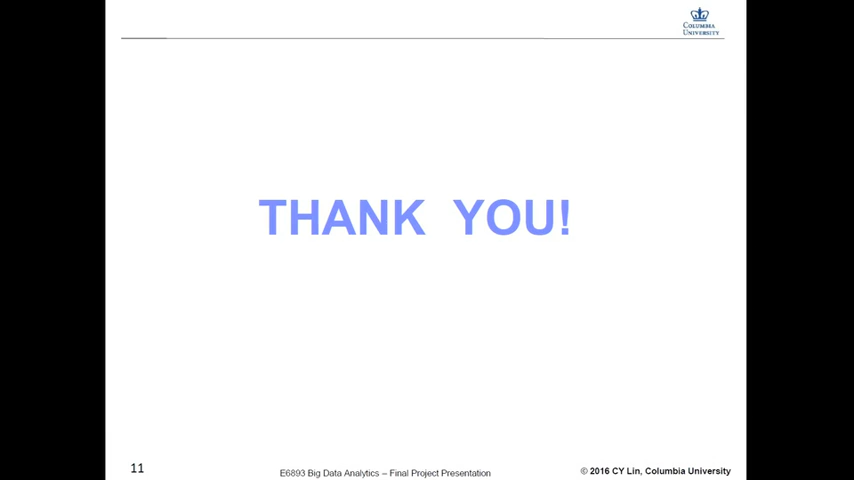 COLUMBIA
UNIVERSITY
THANK YOU!
11
E6893 Big Data Analytics – Final Project Presentation
© 2016 CY Lin, Columbia University